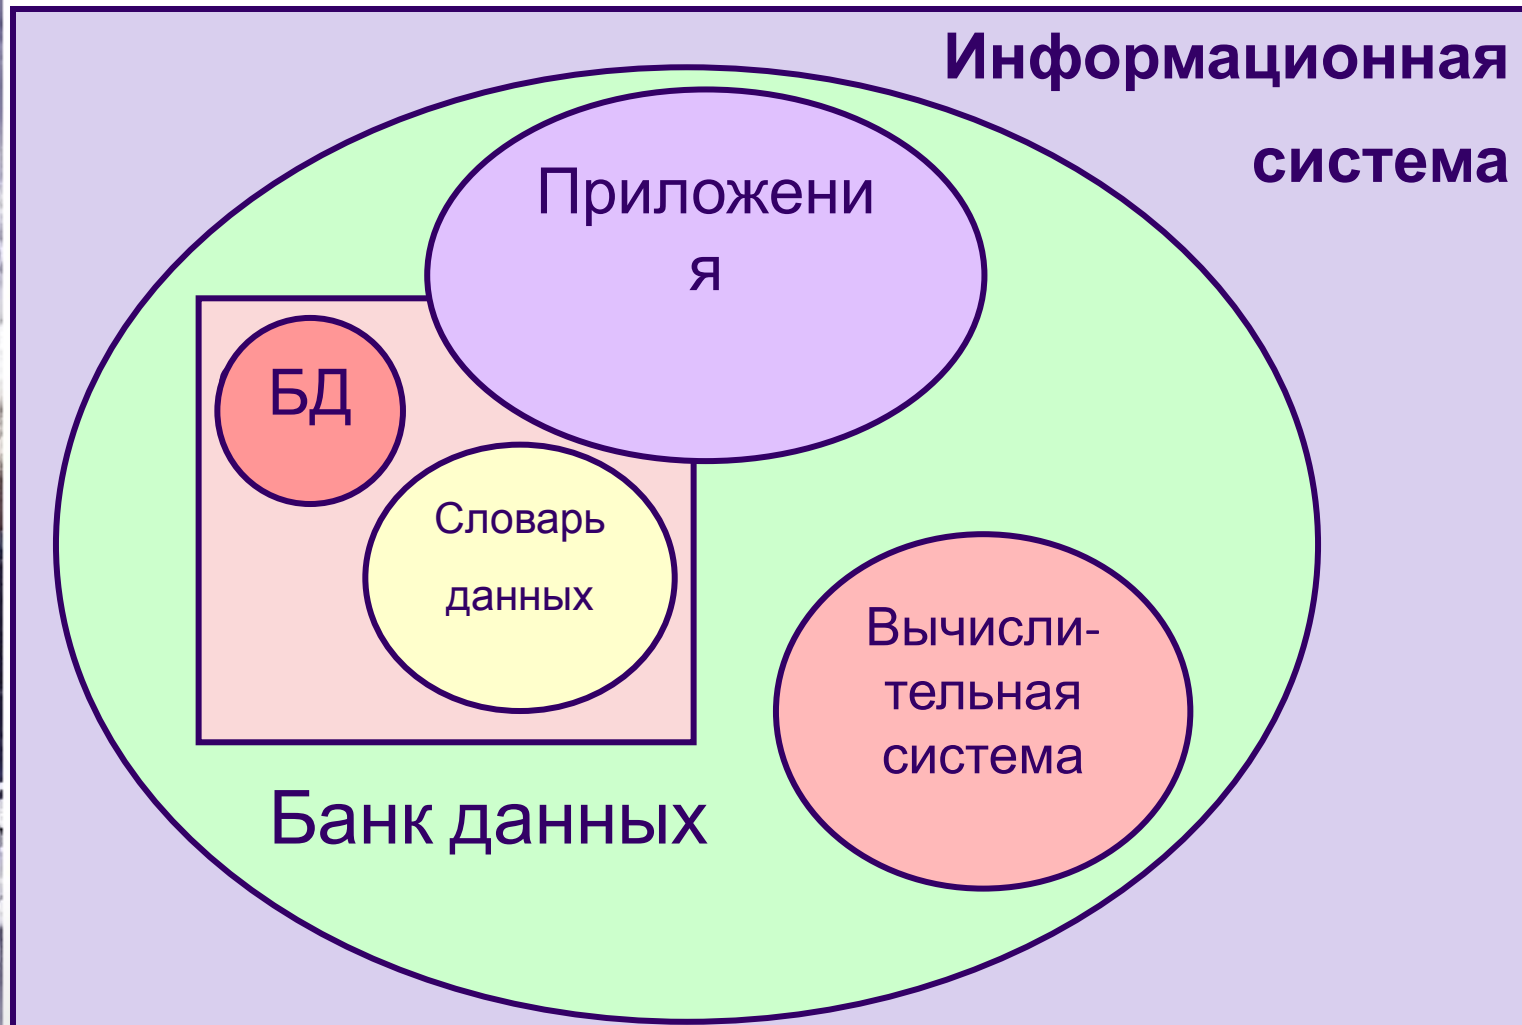 Информационная
система
Приложени
я
БД
Словарь
данных
Вычисли-
тельная
система
Банк данных